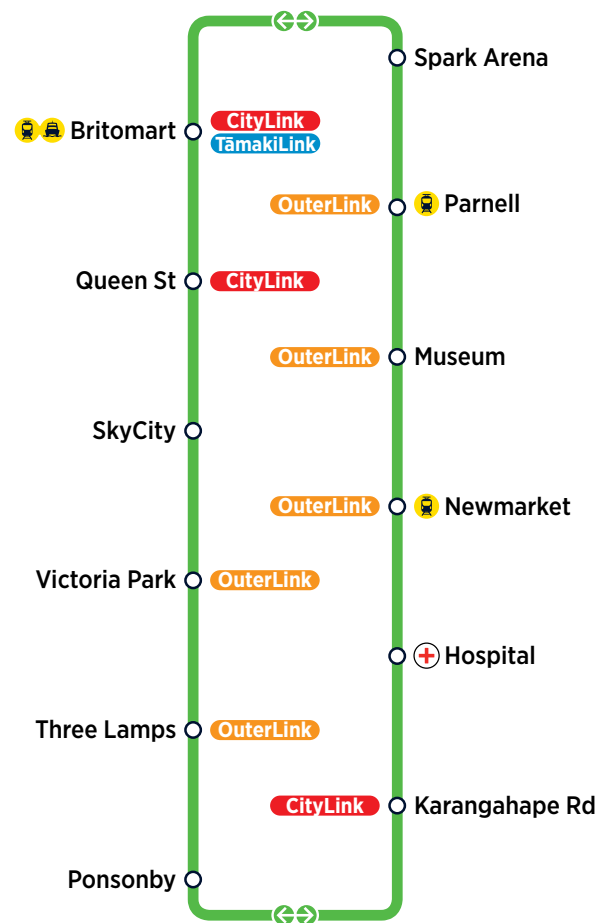 Spark Arena
Britomart
CityLink
TāmakiLink
OuterLink
Parnell
Queen St
CityLink
OuterLink
Museum
SkyCity
OuterLink
Newmarket
Victoria Park
OuterLink
Hospital
Three Lamps
OuterLink
CityLink
Karangahape Rd
Ponsonby